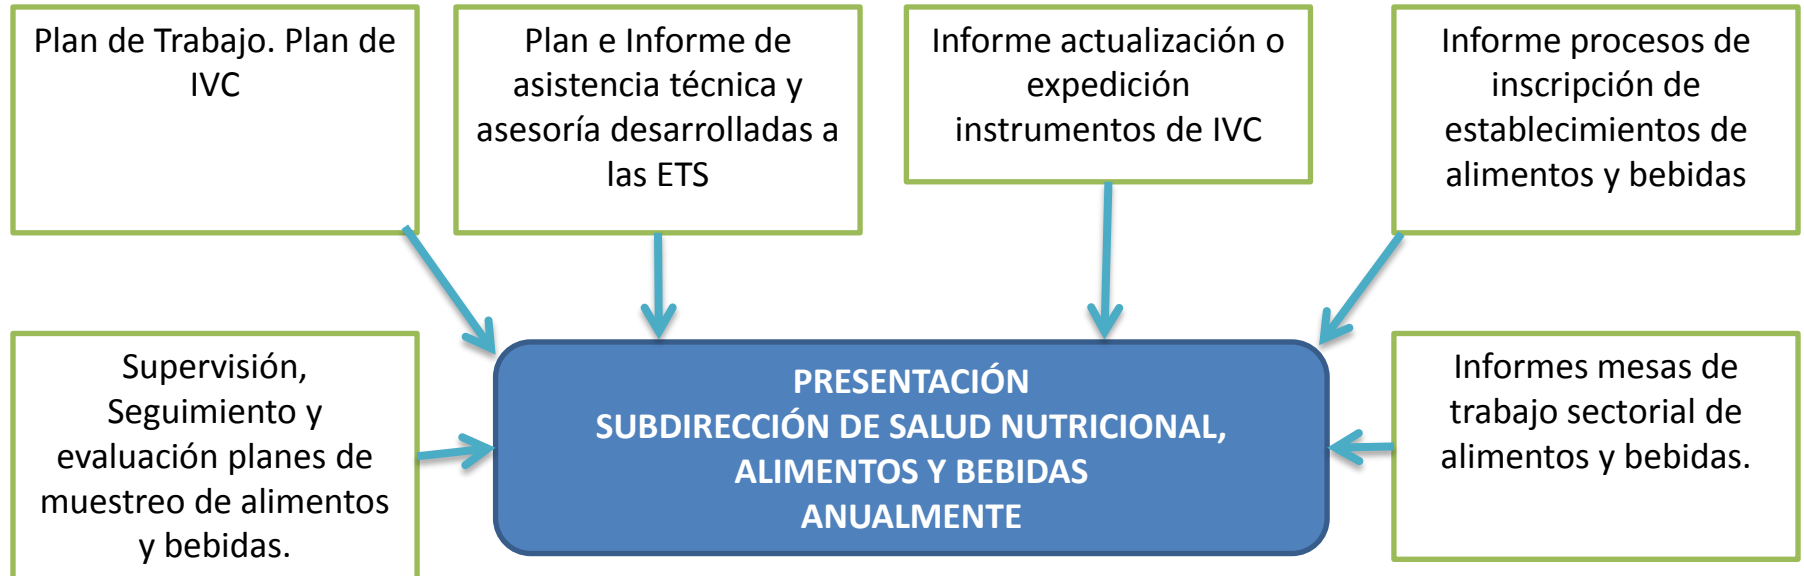 Plan de Trabajo. Plan de
IVC
Plan e Informe de
asistencia técnica y
asesoría desarrolladas a
las ETS
Informe actualización o
expedición
instrumentos de IVC
Informe procesos de
inscripción de
establecimientos de
alimentos y bebidas
Supervisión,
Seguimiento y
evaluación planes de
muestreo de alimentos
y bebidas.
PRESENTACIÓN
SUBDIRECCIÓN DE SALUD NUTRICIONAL,
ALIMENTOS Y BEBIDAS
ANUALMENTE
Informes mesas de
trabajo sectorial de
alimentos y bebidas.